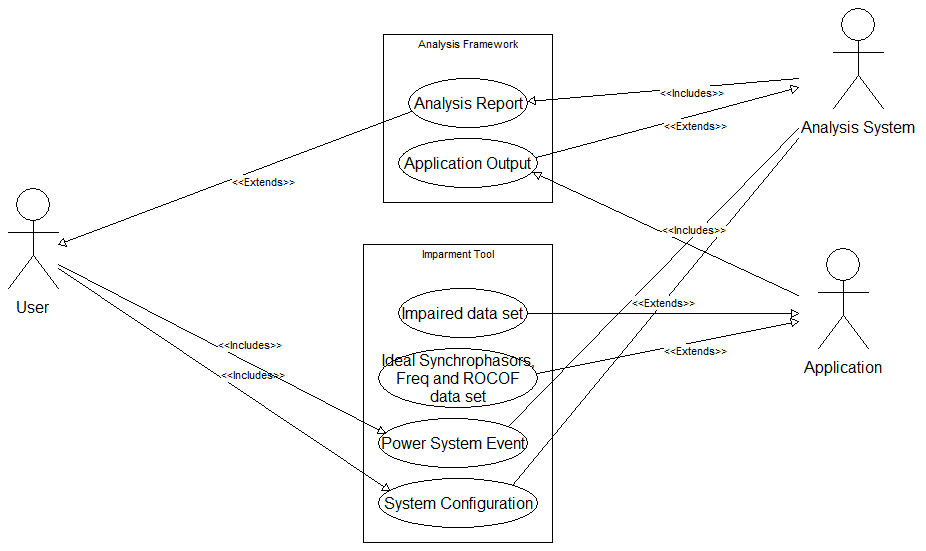 Analysis Framework
Analysis Report
<<Includes>>
Analysis System
<<Extends>>
Application Output
<<Extends>>
<<Includes>>
User
Imparment Tool
Impaired data set
<<Extends>>
<<Includes>>
Ideal Synchrophasors,
Freq and ROCOF
data set
<<Extends>>
Application
<<Includes>>
Power System Event
System Configuration